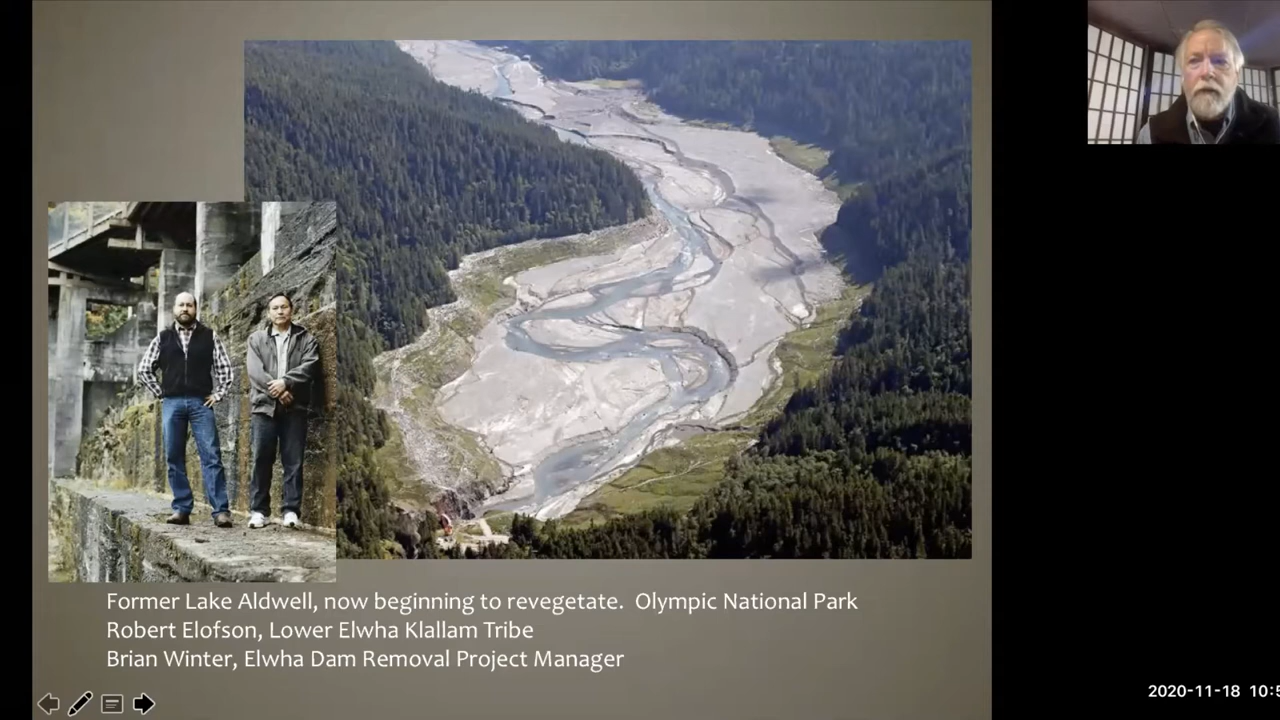 Former Lake Aldwell, now beginning to revegetate.  Olympic National Park
Robert Elofson, Lower Elwha Klallam Tribe
Brian Winter, Elwha Dam Removal Project Manager
2020-11-18 10:5